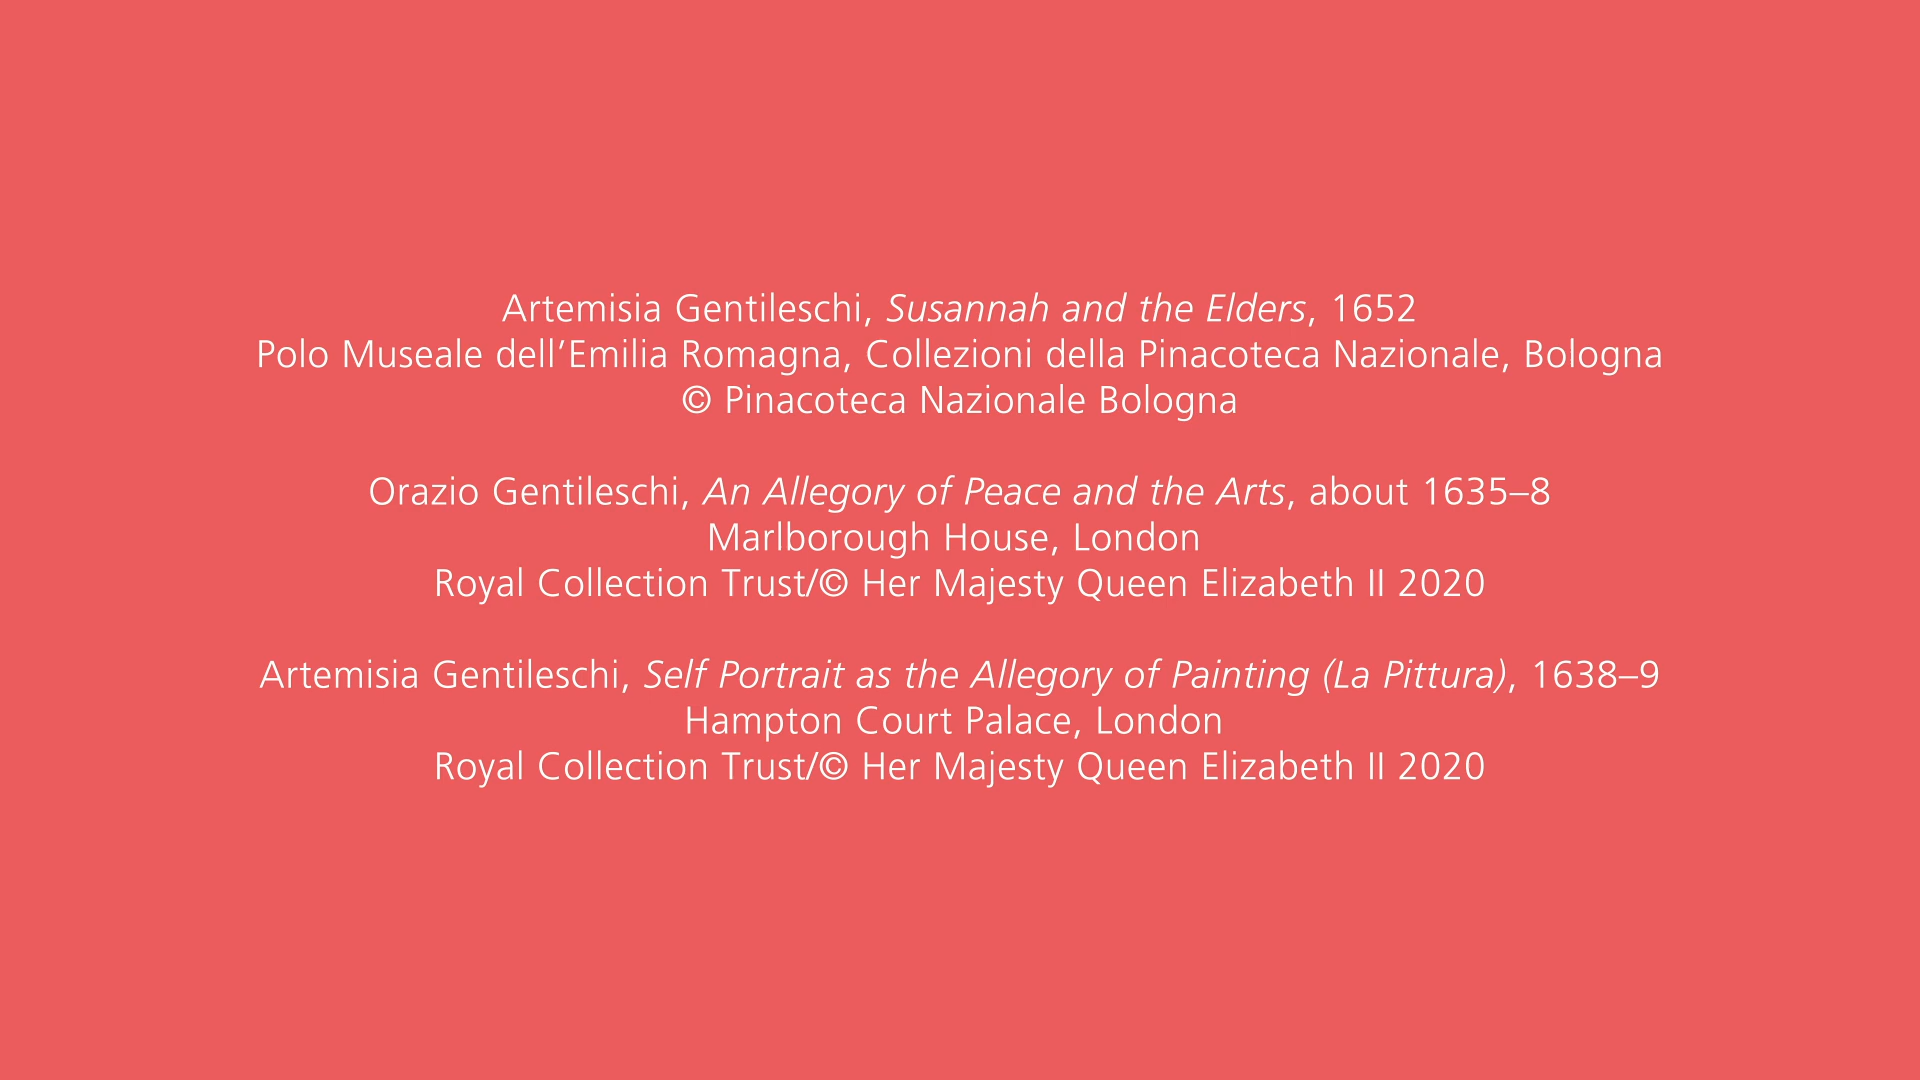 Artemisia Gentileschi, Susannah and the Elders, 1652
Polo Museale dell’Emilia Romagna, Collezioni della Pinacoteca Nazionale, Bologna
© Pinacoteca Nazionale Bologna
Orazio Gentileschi, An Allegory of Peace and the Arts, about 1635–8
Marlborough House, London
Royal Collection Trust/© Her Majesty Queen Elizabeth II 2020
Artemisia Gentileschi, Self Portrait as the Allegory of Painting (La Pittura), 1638–9
Hampton Court Palace, London
Royal Collection Trust/© Her Majesty Queen Elizabeth II 2020